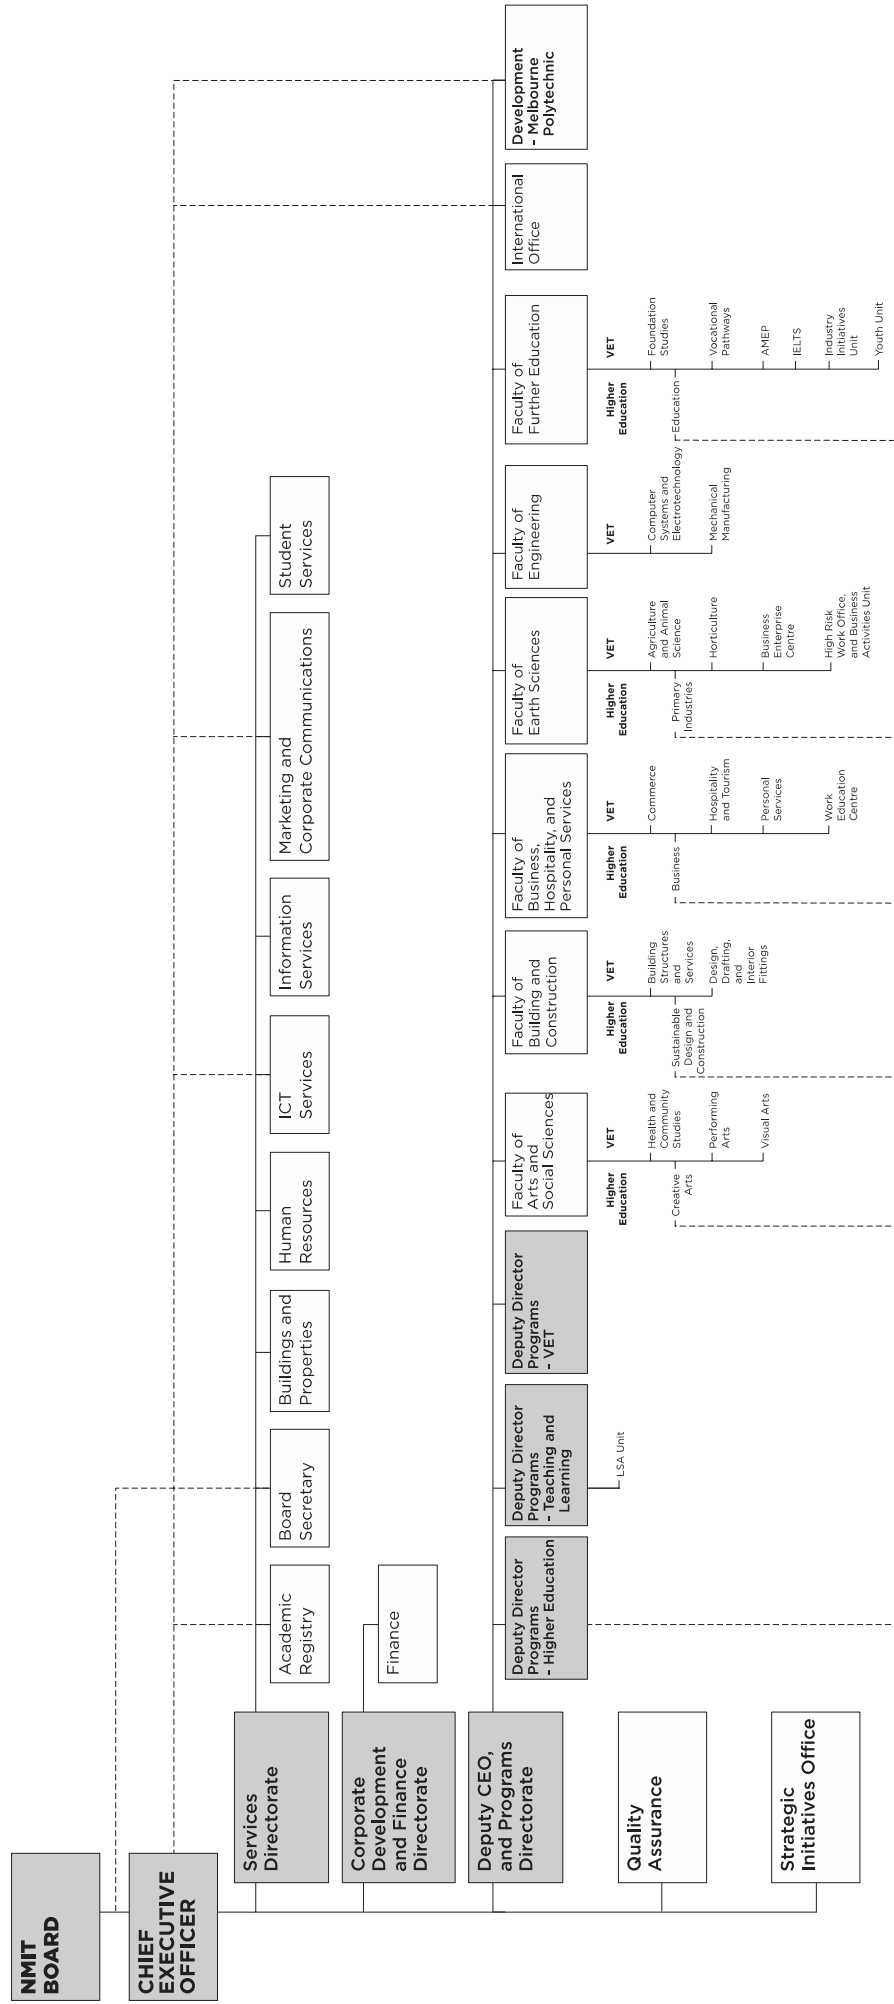 NMIT
BOARD
CHIEF
EXECUTIVE
OFFICER
Services
Directorate
Academic
Registry
Board
Secretary
Buildings and
Properties
Human
Resources
ICT
Services
Information
Services
Marketing and
Corporate Communications
Student
Services
Corporate
Development
and Finance
Directorate
Finance
Deputy CEO,
and Programs
Directorate
Deputy Director
Programs
- Higher Education
Deputy Director
Programs
- Teaching and
Learning
LSA Unit
Deputy Director
Programs
- VET
Faculty of
Arts and
Social Sciences
Higher
Education
VET
Creative
Arts
Health and
Community
Studies
Performing
Arts
Visual Arts
Faculty of
Building and
Construction
Higher
Education
VET
Sustainable
Design and
Construction
Building
Structures
and
Services
Design,
Drafting,
and
Interior
Fittings
Faculty of
Business,
Hospitality, and
Personal Services
Higher
Education
VET
Business
Commerce
Hospitality
and Tourism
Personal
Services
Work
Education
Centre
Faculty of
Earth Sciences
Higher
Education
VET
Primary
Industries
Agriculture
and Animal
Science
Horticulture
Business
Enterprise
Centre
High Risk
Work Office,
and Business
Activities Unit
Faculty of
Engineering
VET
Computer
Systems and
Electrotechnology
Mechanical
Manufacturing
Faculty of
Further Education
Higher
Education
VET
Education
Foundation
Studies
Vocational
Pathways
AMEP
IELTS
Industry
Initiatives
Unit
Youth Unit
International
Office
Development
- Melbourne
Polytechnic
Quality
Assurance
Strategic
Initiatives Office